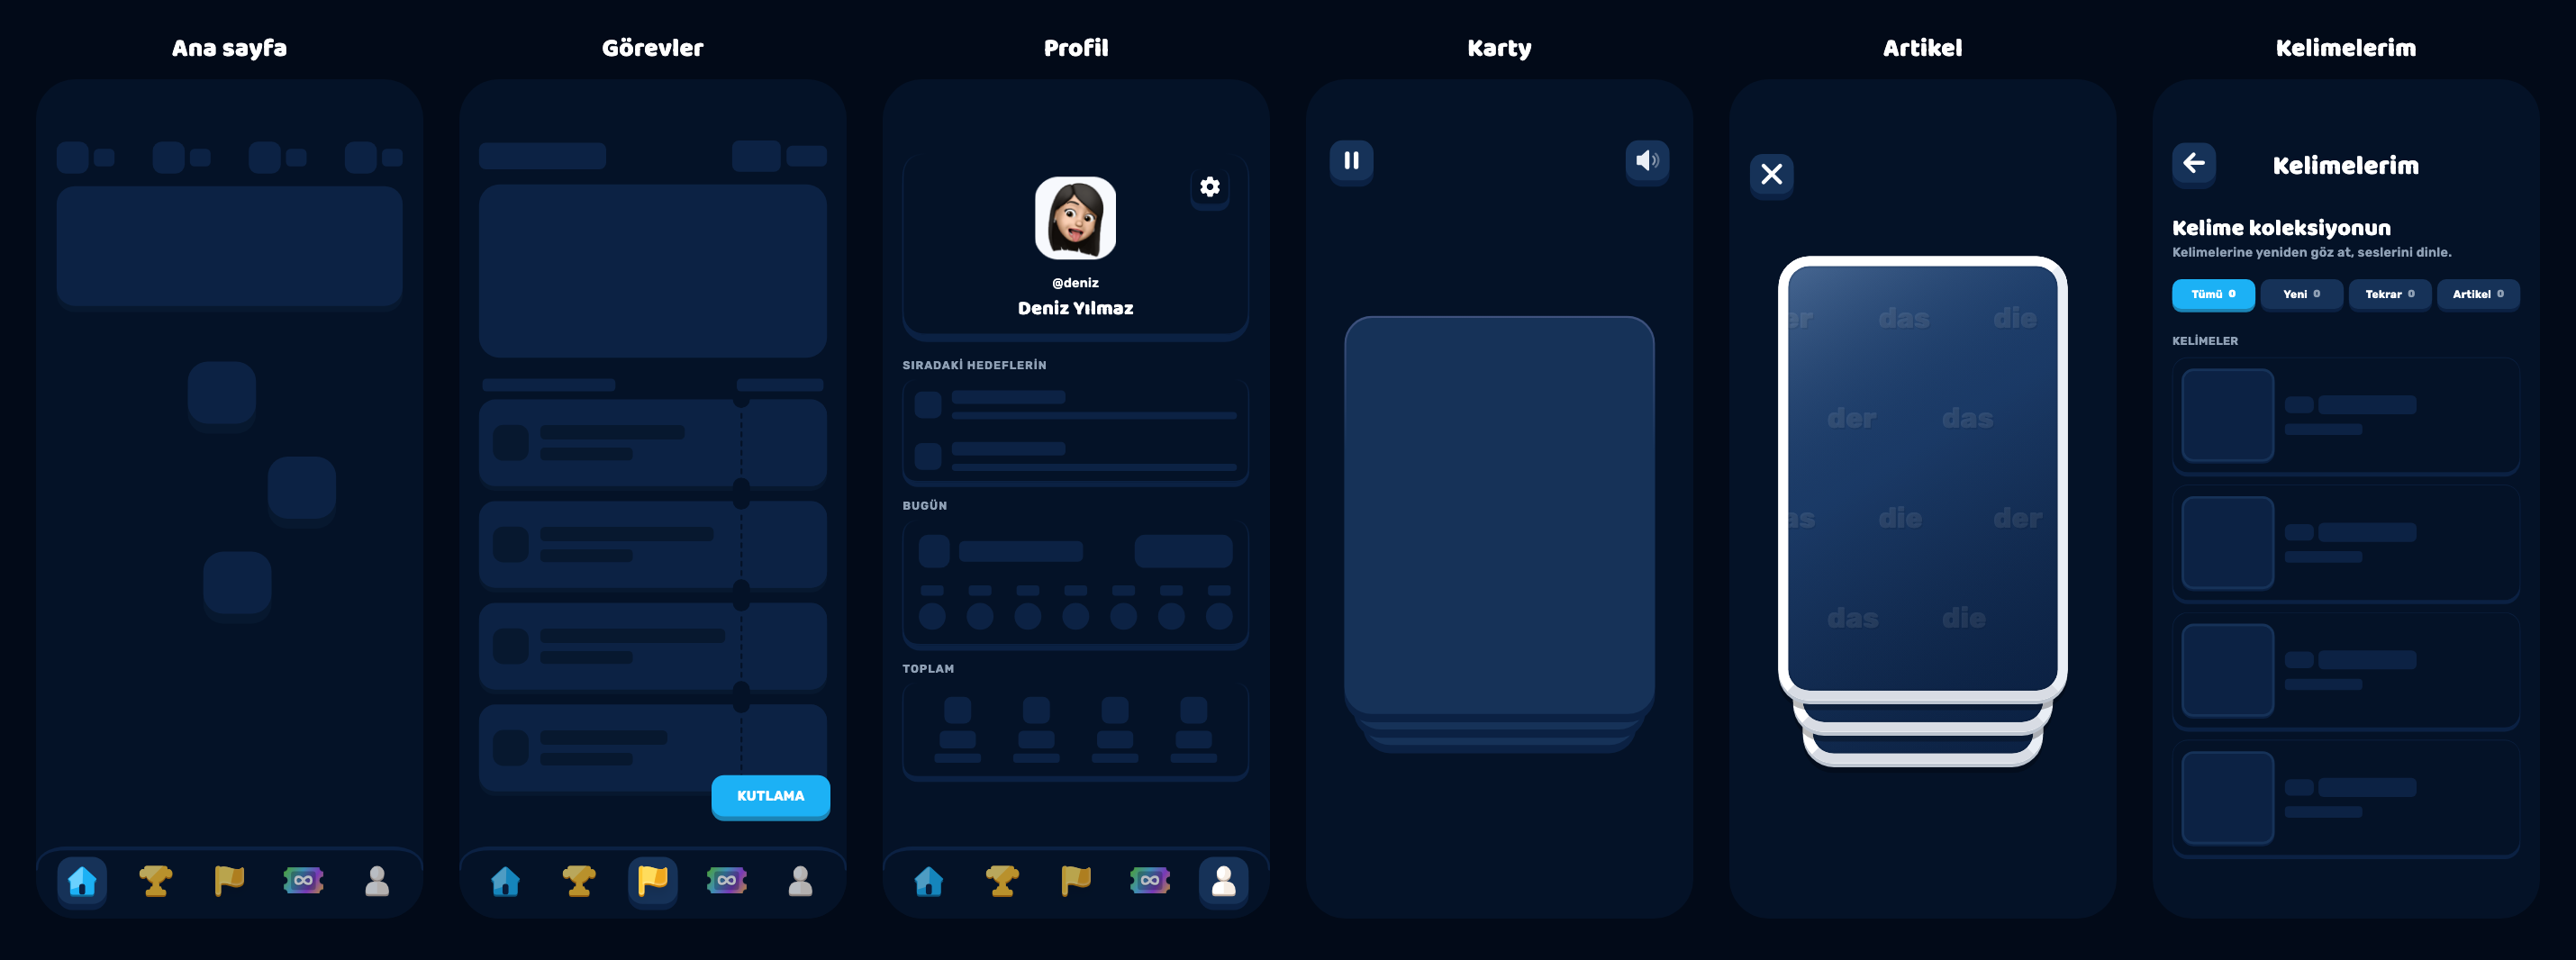 Ana sayfa
Görevler
Profil
Karty
Artikel
Kelimelerim
KUTLAMA
@deniz
Deniz Yılmaz
SIRADAKİ HEDEFLERİN
BUGÜN
TOPLAM
das die
der das
die der
das die
Kelimelerim
Kelime koleksiyonun
Kelimelerine yeniden göz at, seslerini dinle.
Tümü 0 Yeni 0 Tekrar 0 Artikel 0
KELİMELER